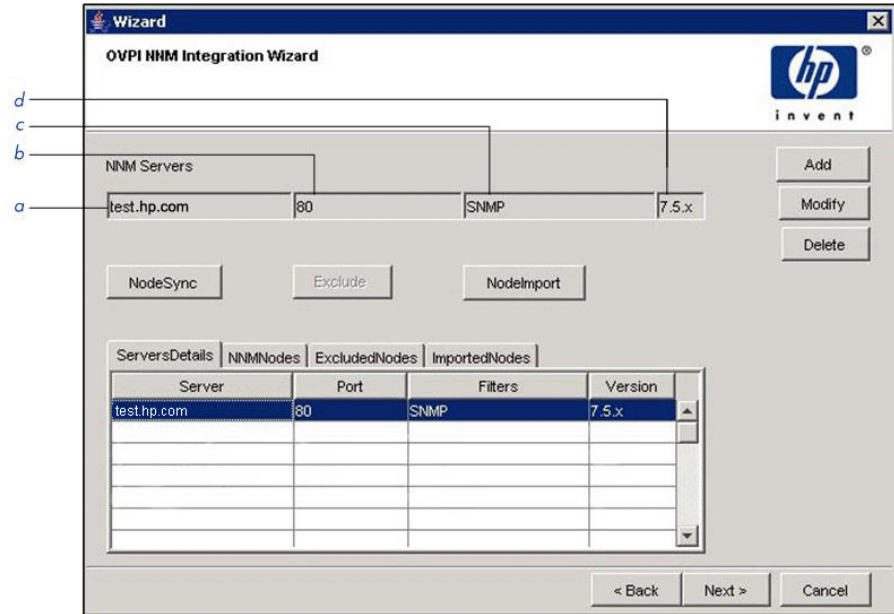 Wizard
OVPI NNM Integration Wizard
hp
®
invent
d
c
b
a
NNM Servers
Add
test.hp.com 80 SNMP 7.5.x
Modify
Delete
NodeSync Exclude NodeImport
ServersDetails NNMNodes ExcludedNodes ImportedNodes
Server Port Filters Version
test.hp.com 80 SNMP 7.5.x
< Back Next > Cancel